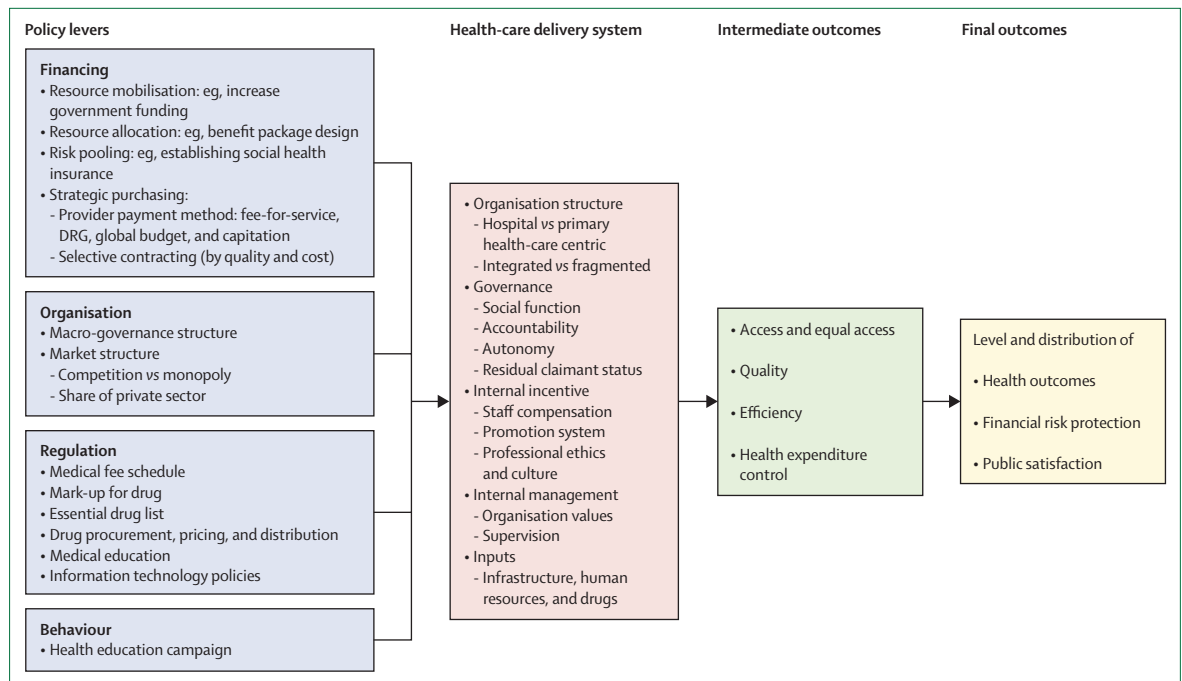 Policy levers
Health-care delivery system
Intermediate outcomes
Final outcomes
Financing
• Resource mobilisation: eg, increase
government funding
• Resource allocation: eg, benefit package design
• Risk pooling: eg, establishing social health
insurance
• Strategic purchasing:
- Provider payment method: fee-for-service,
DRG, global budget, and capitation
- Selective contracting (by quality and cost)
Organisation
• Macro-governance structure
• Market structure
- Competition vs monopoly
- Share of private sector
Regulation
• Medical fee schedule
• Mark-up for drug
• Essential drug list
• Drug procurement, pricing, and distribution
• Medical education
• Information technology policies
Behaviour
• Health education campaign
• Organisation structure
- Hospital vs primary
health-care centric
- Integrated vs fragmented
• Governance
- Social function
- Accountability
- Autonomy
- Residual claimant status
• Internal incentive
- Staff compensation
- Promotion system
- Professional ethics
and culture
• Internal management
- Organisation values
- Supervision
• Inputs
- Infrastructure, human
resources, and drugs
• Access and equal access
• Quality
• Efficiency
• Health expenditure
control
Level and distribution of
• Health outcomes
• Financial risk protection
• Public satisfaction